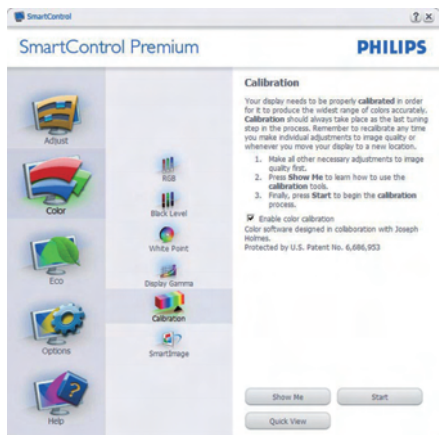 SmartControl
SmartControl Premium
PHILIPS
Adjust
Color
Eco
Options
Help
RGB
Black Level
White Point
Display Gamma
Calibration
SmartImage
Calibration
Your display needs to be properly calibrated in order
for it to produce the widest range of colors accurately.
Calibration should always take place as the last tuning
step in the process. Remember to recalibrate any time
you make individual adjustments to image quality or
whenever you move your display to a new location.
1. Make all other necessary adjustments to image
quality first.
2. Press Show Me to learn how to use the
calibration tools.
3. Finally, press Start to begin the calibration
process.
Enable color calibration
Color software designed in collaboration with Joseph
Holmes.
Protected by U.S. Patent No. 6,686,953
Show Me
Start
Quick View